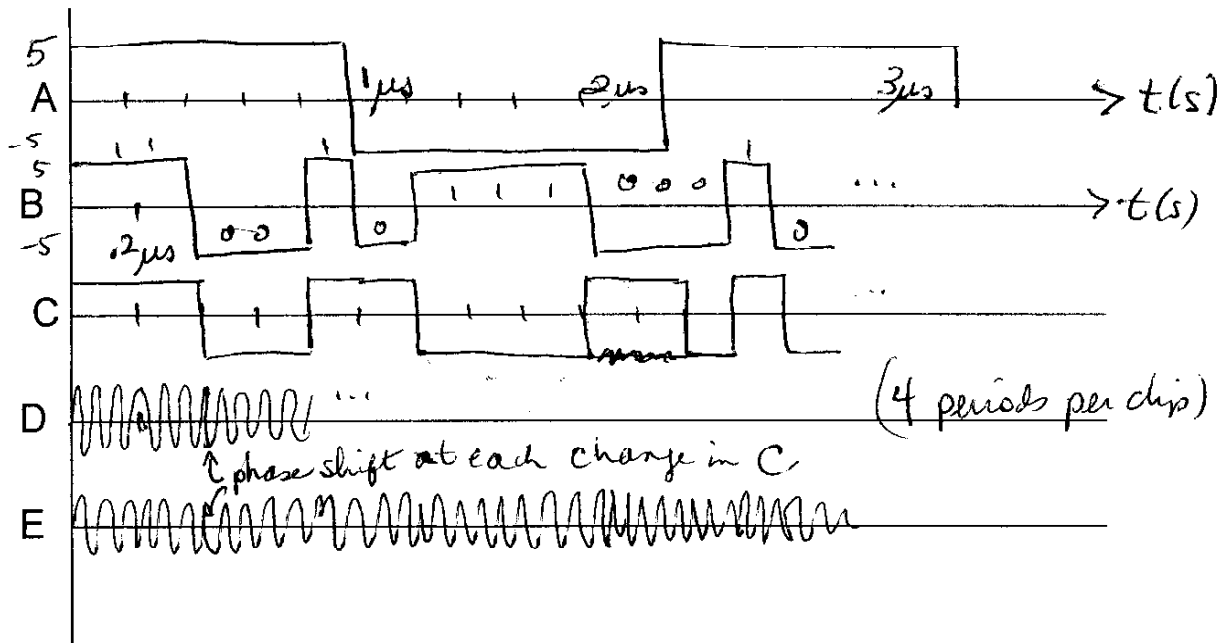 5
A
1μs
2μs
3μs
t(s)
-5
1 1
1
1
5
B
1 1 1
0 0 0
...
t(s)
-5
.2μs
0 0
0
0
C
...
D
...
(4 periods per chip)
phase shift at each change in C.
E